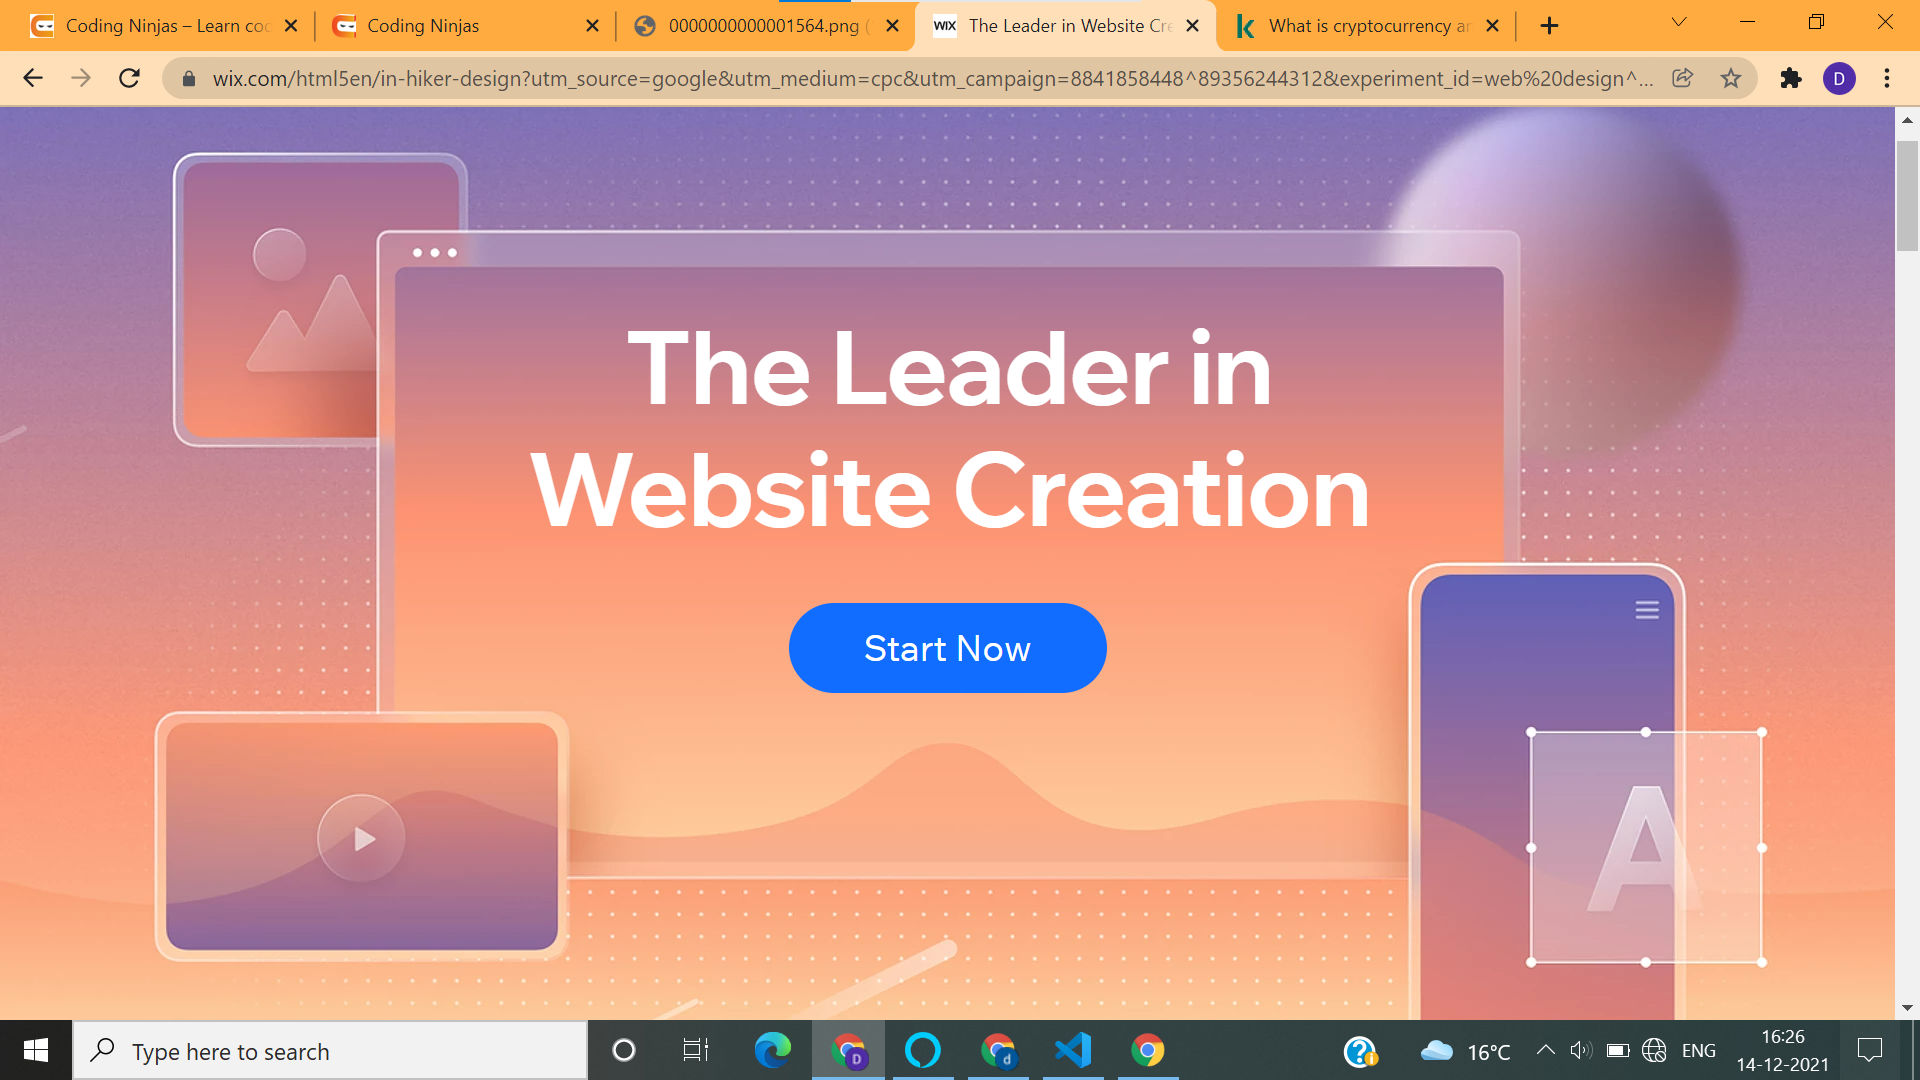 Coding Ninjas – Learn co
Coding Ninjas
0000000000001564.png (
WIX
The Leader in Website Cre
k
What is cryptocurrency ar
wix.com/html5en/in-hiker-design?utm_source=google&utm_medium=cpc&utm_campaign=8841858448^89356244312&experiment_id=web%20design^...
D
The Leader in
Website Creation
Start Now
A
Type here to search
D
d
16°C
ENG
16:26
14-12-2021